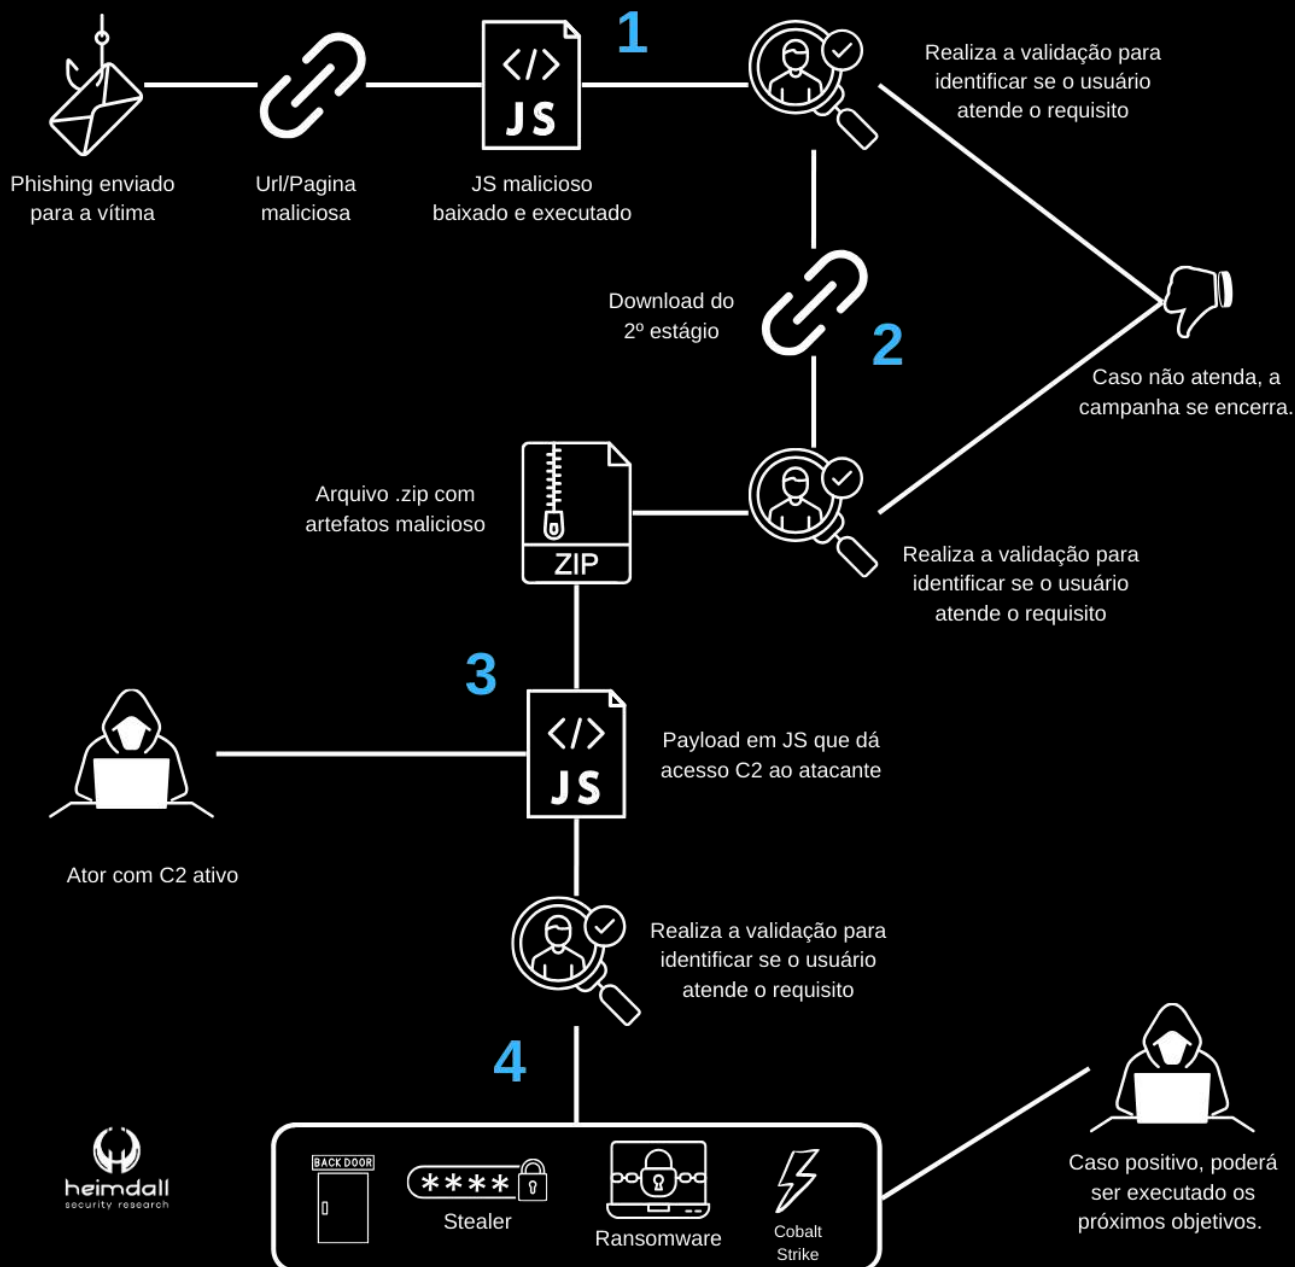 1
JS
Phishing enviado
para a vítima
Url/Pagina
maliciosa
JS malicioso
baixado e executado
Realiza a validação para
identificar se o usuário
atende o requisito
Download do
2º estágio
2
Caso não atenda, a
campanha se encerra.
Arquivo .zip com
artefatos malicioso
ZIP
Realiza a validação para
identificar se o usuário
atende o requisito
3
JS
Payload em JS que dá
acesso C2 ao atacante
Ator com C2 ativo
Realiza a validação para
identificar se o usuário
atende o requisito
4
BACK DOOR
****
Stealer
Ransomware
Cobalt
Strike
Caso positivo, poderá
ser executado os
próximos objetivos.
heimdall
security research